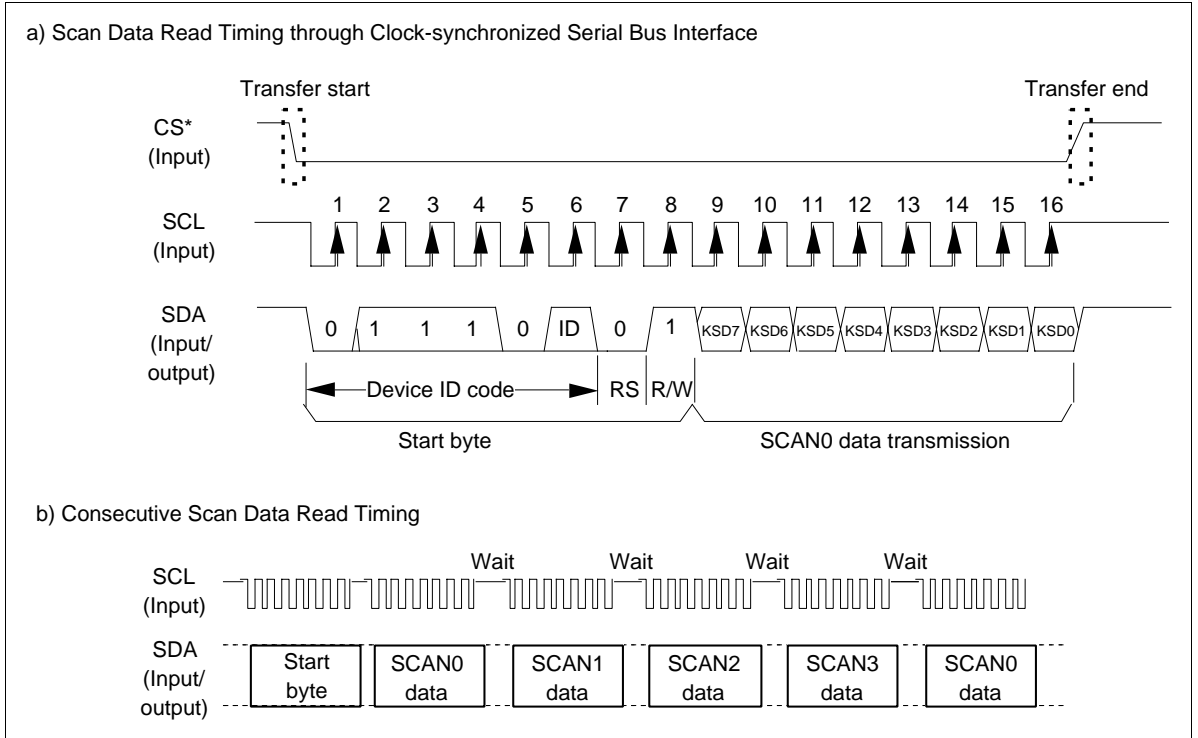 a) Scan Data Read Timing through Clock-synchronized Serial Bus Interface
Transfer start
Transfer end
CS*
(Input)
1 2 3 4 5 6 7 8 9 10 11 12 13 14 15 16
SCL
(Input)
SDA
(Input/
output)
0 1 1 1 0 ID 0 1 KSD7 KSD6 KSD5 KSD4 KSD3 KSD2 KSD1 KSD0
Device ID code RS R/W
Start byte
SCAN0 data transmission
b) Consecutive Scan Data Read Timing
Wait Wait Wait Wait
SCL
(Input)
SDA
(Input/
output)
Start
byte
SCAN0
data
SCAN1
data
SCAN2
data
SCAN3
data
SCAN0
data